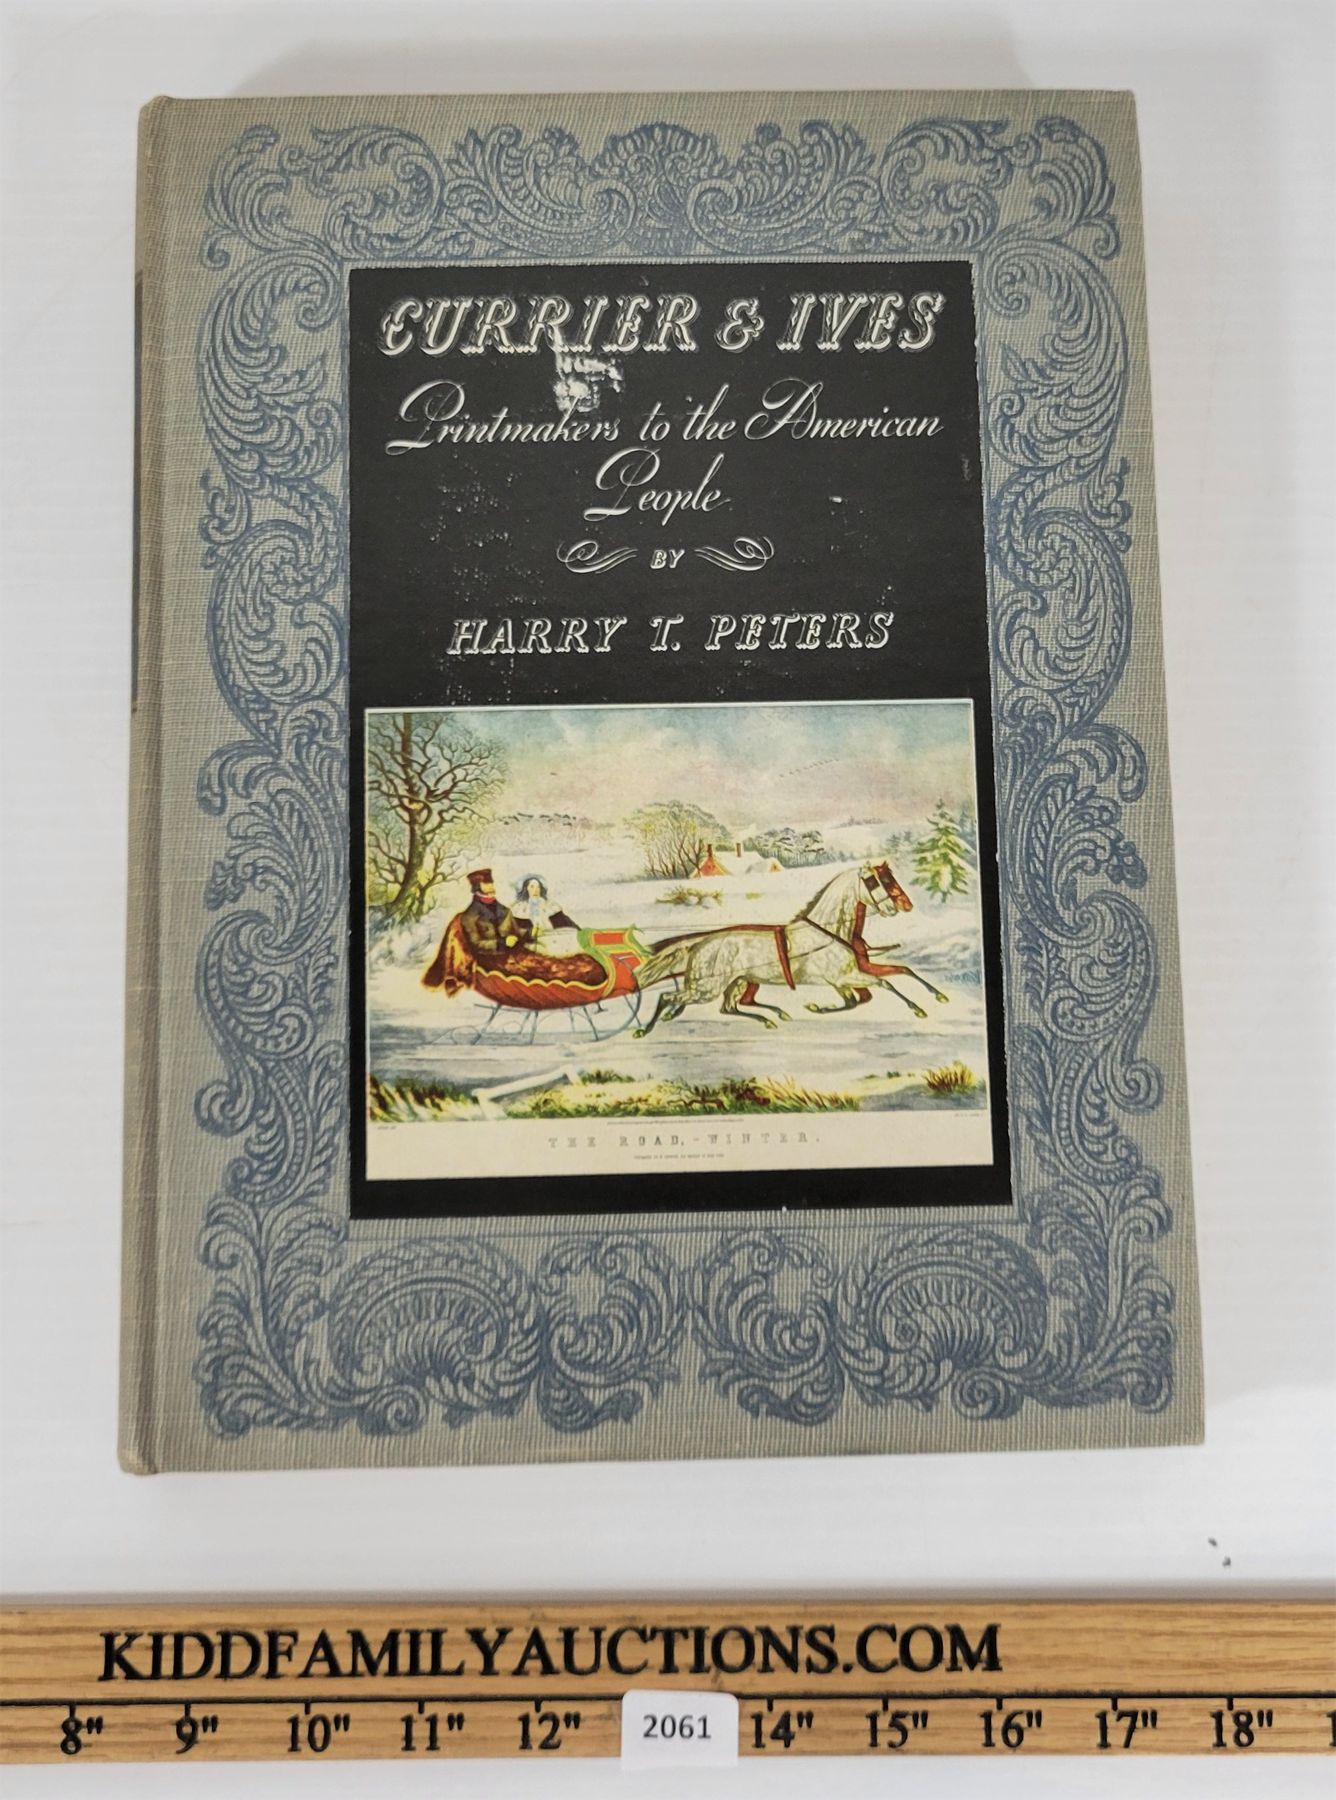 CURRIER & IVES
Printmakers to the American
People
BY
HARRY T. PETERS
THE ROAD,-WINTER.
KIDDFAMILYAUCTIONS.COM
8" 9" 10" 11" 12" 2061 14" 15" 16" 17" 18"